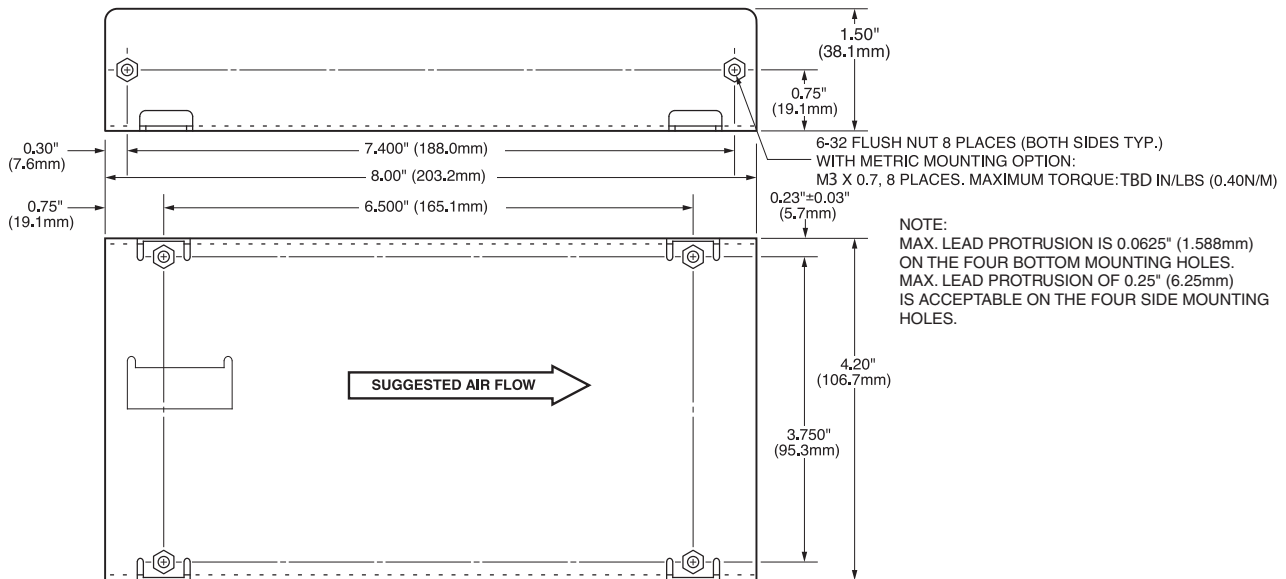 1.50"
(38.1mm)
0.75"
(19.1mm)
0.30"
(7.6mm)
7.400" (188.0mm)
8.00" (203.2mm)
6-32 FLUSH NUT 8 PLACES (BOTH SIDES TYP.)
WITH METRIC MOUNTING OPTION:
M3 X 0.7, 8 PLACES. MAXIMUM TORQUE:TBD IN/LBS (0.40N/M)
0.75"
(19.1mm)
6.500" (165.1mm)
0.23"±0.03"
(5.7mm)
NOTE:
MAX. LEAD PROTRUSION IS 0.0625" (1.588mm)
ON THE FOUR BOTTOM MOUNTING HOLES.
MAX. LEAD PROTRUSION OF 0.25" (6.25mm)
IS ACCEPTABLE ON THE FOUR SIDE MOUNTING
HOLES.
SUGGESTED AIR FLOW
4.20"
(106.7mm)
3.750"
(95.3mm)